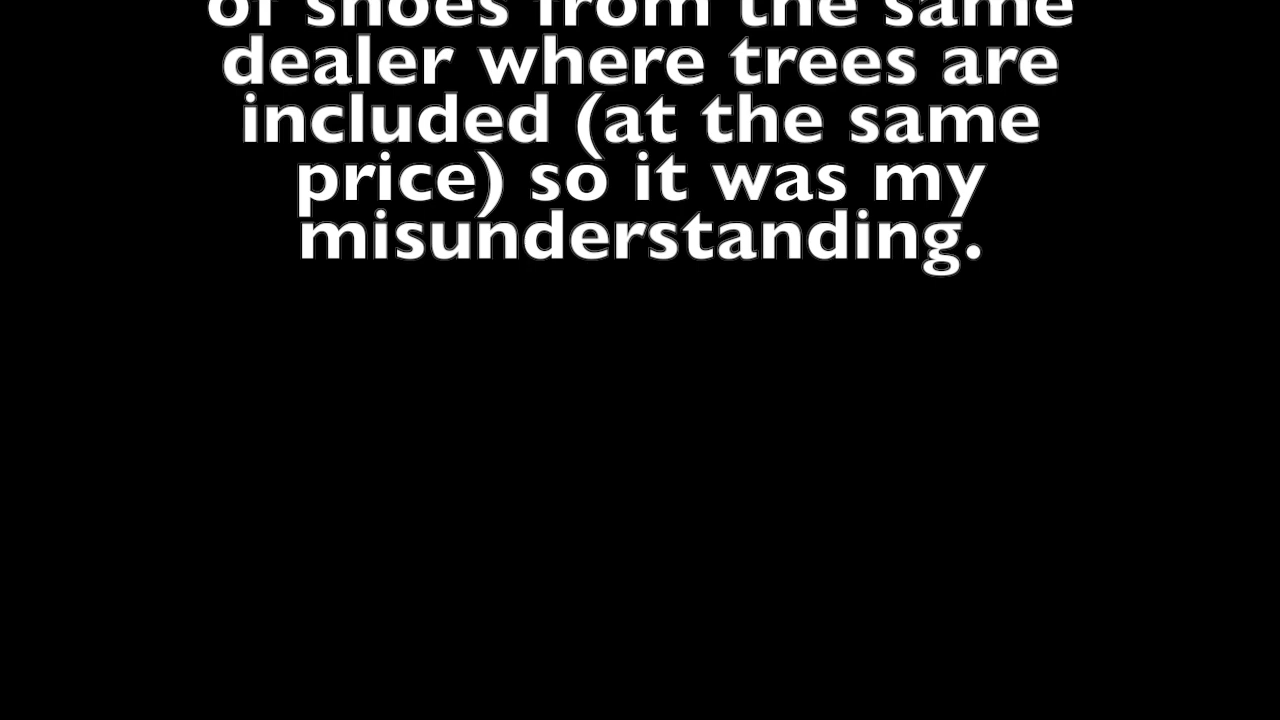 of shoes from the same
dealer where trees are
included (at the same
price) so it was my
misunderstanding.